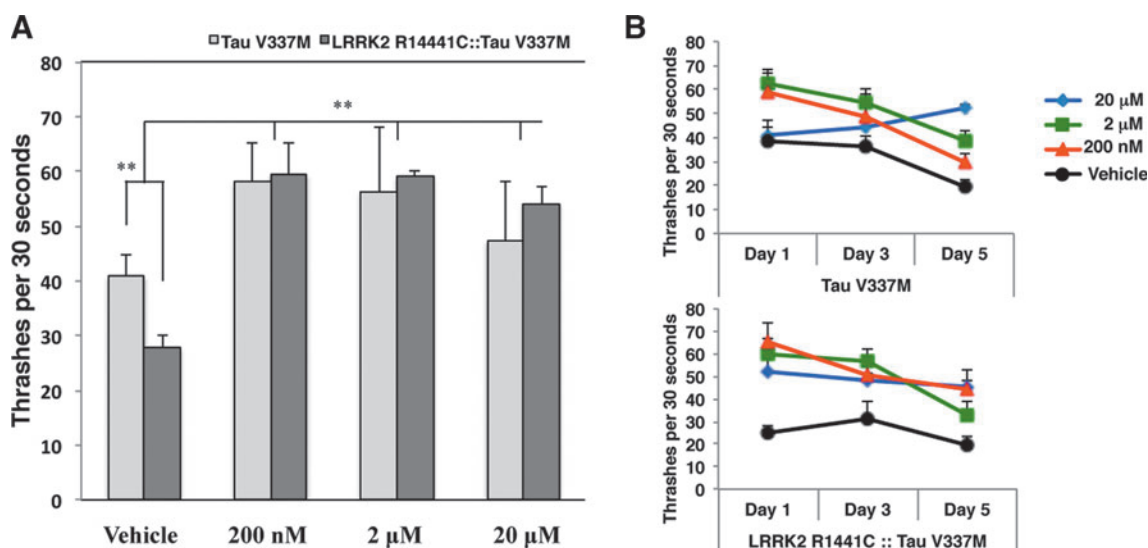 A
Tau V337M LRRK2 R14441C::Tau V337M
Thrashes per 30 seconds
80
70
60
50
40
30
20
10
0
**
**
Vehicle 200 nM 2 µM 20 µM
B
Thrashes per 30 seconds
80
70
60
50
40
30
20
10
0
Day 1 Day 3 Day 5
Tau V337M
20 µM
2 µM
200 nM
Vehicle
Thrashes per 30 seconds
80
70
60
50
40
30
20
10
0
Day 1 Day 3 Day 5
LRRK2 R1441C :: Tau V337M